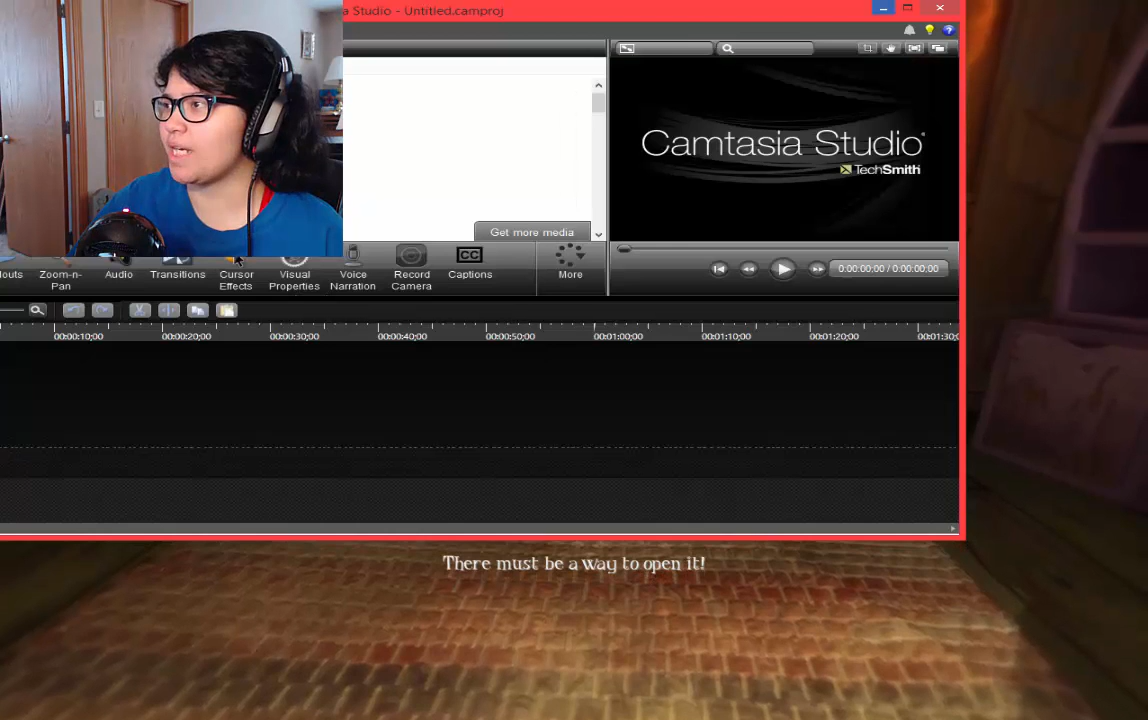 a Studio - Untitled.camproj
Camtasia Studio
TechSmith
Get more media
louts
Zoom-n-Pan
Audio
Transitions
Cursor Effects
Visual Properties
Voice Narration
Record Camera
CC
Captions
More
0:00:00;00 / 0:00:00;00
00:00:10;00 00:00:20;00 00:00:30;00 00:00:40;00 00:00:50;00 00:01:00;00 00:01:10;00 00:01:20;00 00:01:30;0
There must be a way to open it!